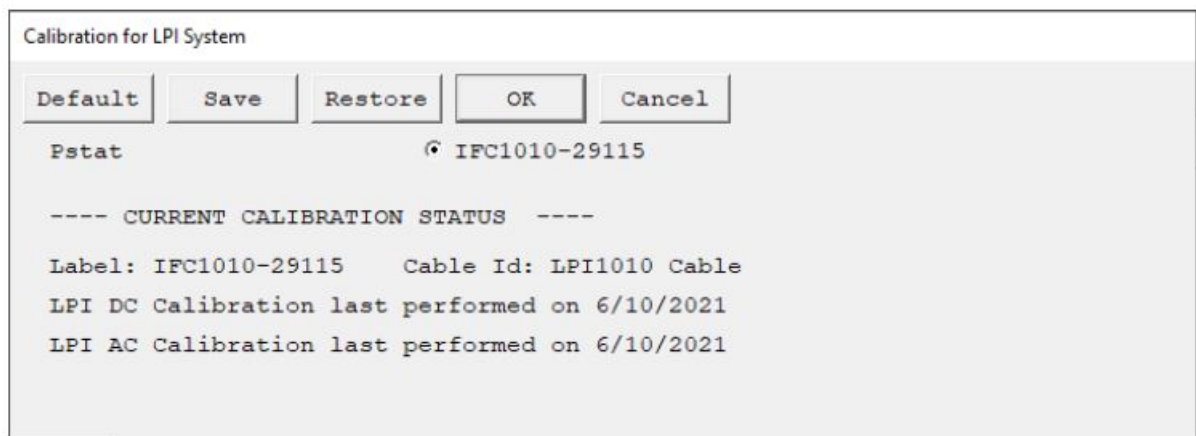 Calibration for LPI System
Default Save Restore OK Cancel
Pstat IFC1010-29115
---- CURRENT CALIBRATION STATUS ----
Label: IFC1010-29115 Cable Id: LPI1010 Cable
LPI DC Calibration last performed on 6/10/2021
LPI AC Calibration last performed on 6/10/2021